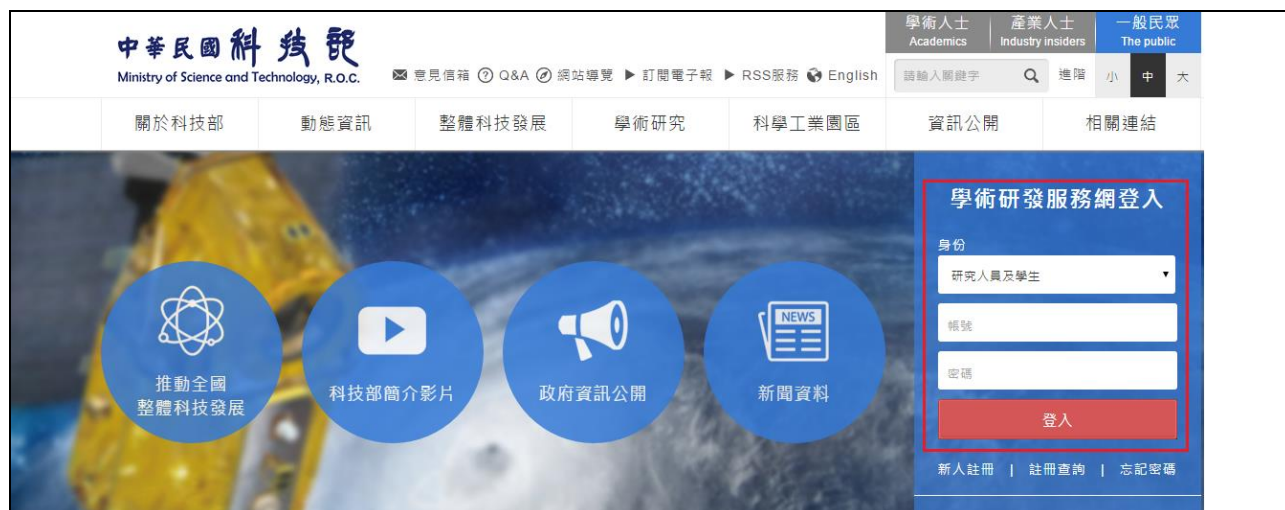 中華民國科技部
Ministry of Science and Technology, R.O.C.
意見信箱 Q&A 網站導覽 訂閱電子報 RSS服務 English
學術人士 產業人士 一般民眾
Academics Industry insiders The public
請輸入關鍵字 進階 小 中 大
關於科技部 動態資訊 整體科技發展 學術研究 科學工業園區 資訊公開 相關連結
推動全國
整體科技發展
科技部簡介影片
政府資訊公開
NEWS
新聞資料
學術研發服務網登入
身份
研究人員及學生
帳號
密碼
登入
新人註冊 | 註冊查詢 | 忘記密碼